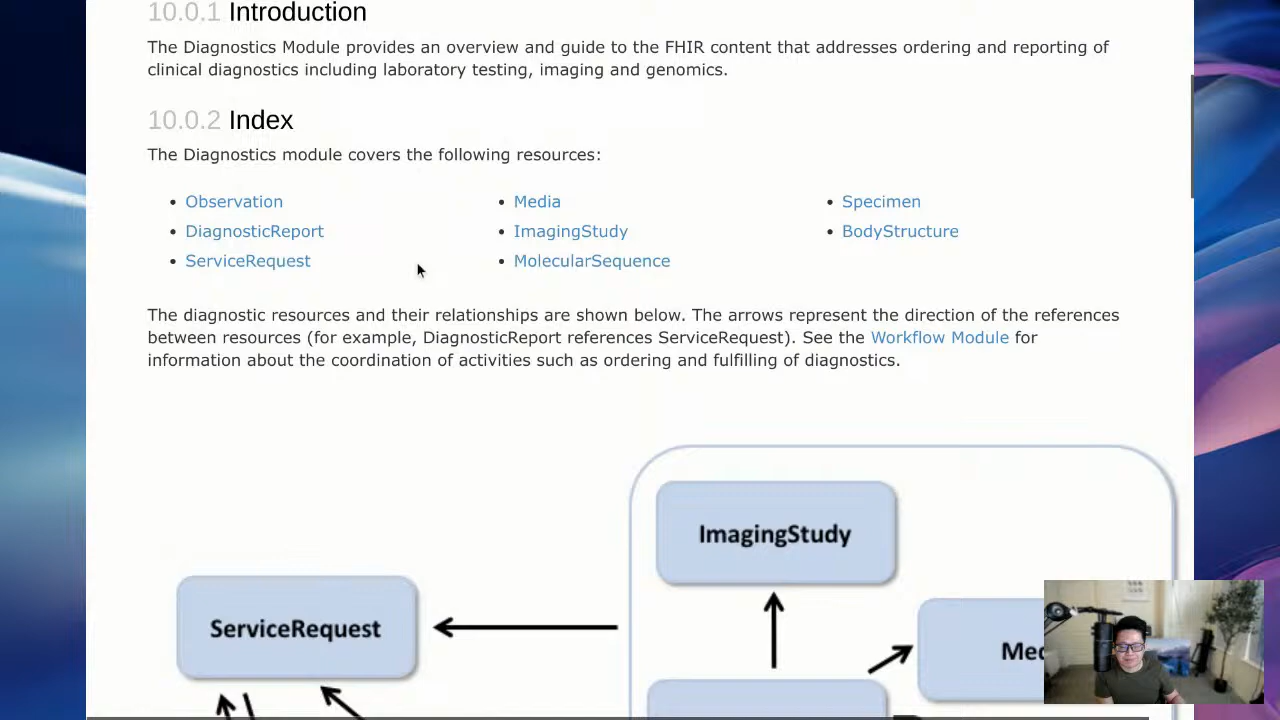 10.0.1 Introduction
The Diagnostics Module provides an overview and guide to the FHIR content that addresses ordering and reporting of
clinical diagnostics including laboratory testing, imaging and genomics.
10.0.2 Index
The Diagnostics module covers the following resources:
• Observation
• DiagnosticReport
• ServiceRequest
• Media
• ImagingStudy
• MolecularSequence
• Specimen
• BodyStructure
The diagnostic resources and their relationships are shown below. The arrows represent the direction of the references
between resources (for example, DiagnosticReport references ServiceRequest). See the Workflow Module for
information about the coordination of activities such as ordering and fulfilling of diagnostics.
ImagingStudy
ServiceRequest